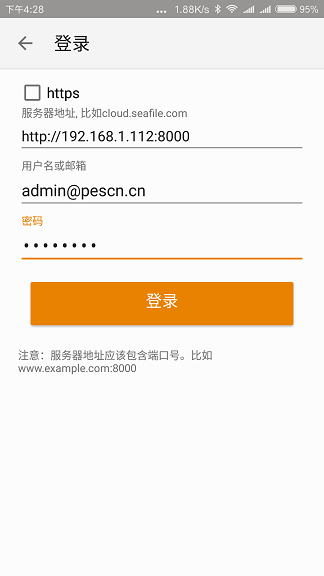 下午4:28 ... 1.88K/s 95%
登录
https
服务器地址, 比如cloud.seafile.com
http://192.168.1.112:8000
用户名或邮箱
admin@pescn.cn
密码
••••••••
登录
注意：服务器地址应该包含端口号。比如
www.example.com:8000